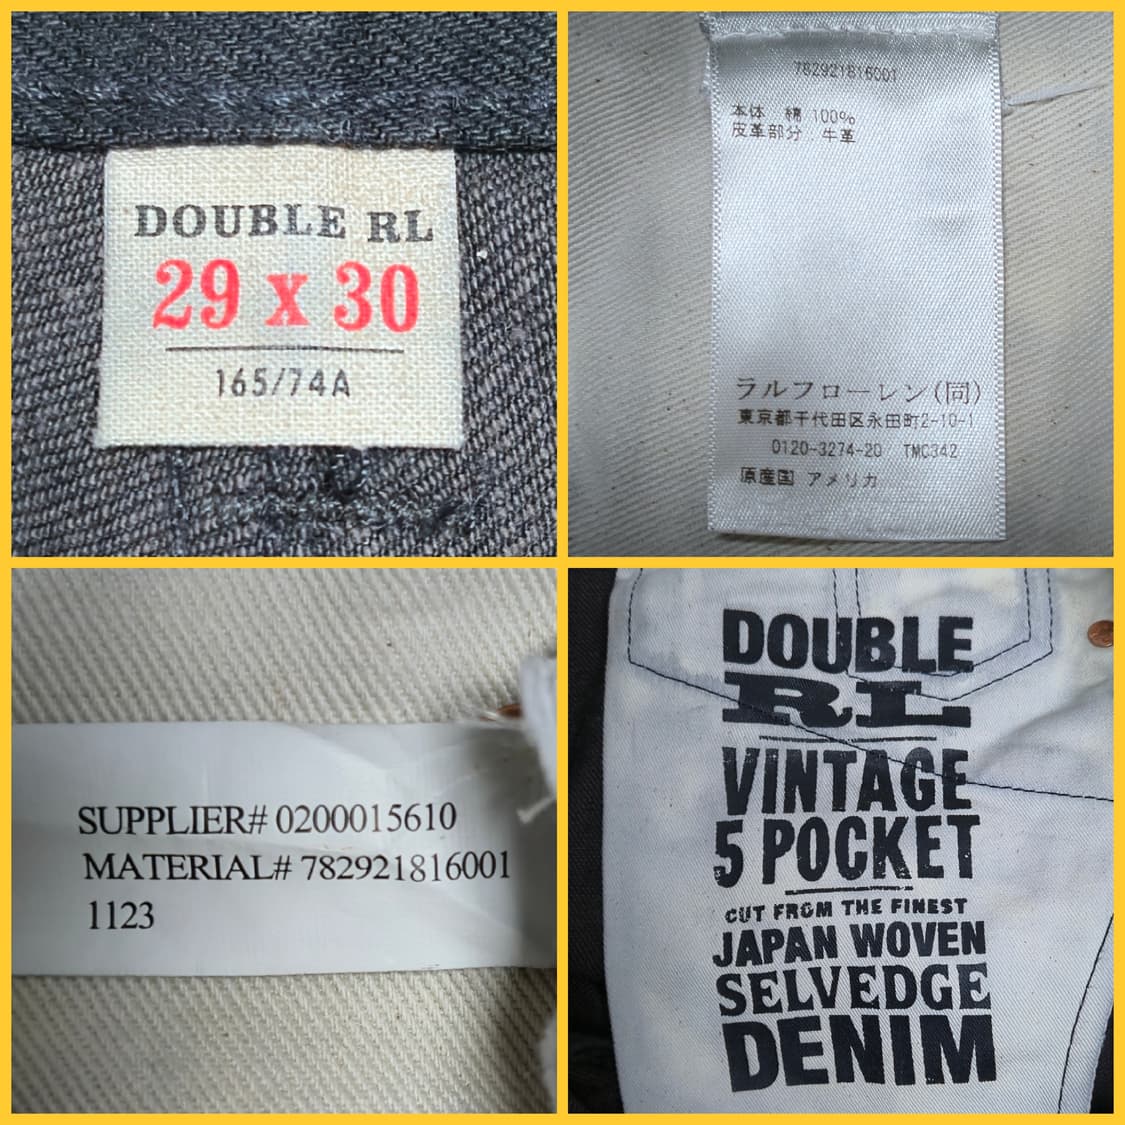 DOUBLE RL
29 x 30
165/74A
782921816001
本体 綿 100%
皮革部分 牛革
ラルフローレン(同)
東京都千代田区永田町2-10-1
0120-3274-20 TMC342
原産国 アメリカ
SUPPLIER# 0200015610
MATERIAL# 782921816001
1123
DOUBLE
RL
VINTAGE
5 POCKET
CUT FROM THE FINEST
JAPAN WOVEN
SELVEDGE
DENIM